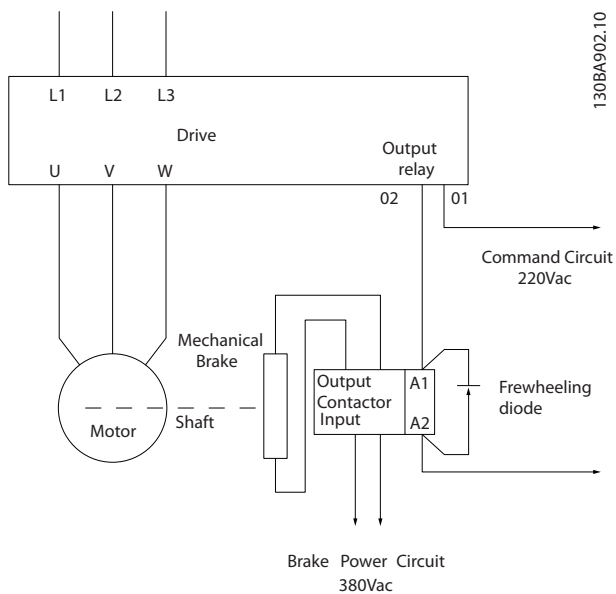 130BA902.10
L1 L2 L3
Drive
Output
relay
U V W
02 01
Command Circuit
220Vac
Mechanical
Brake
Output
Contactor
Input
A1
A2
Frewheeling
diode
Shaft
Motor
Brake Power Circuit
380Vac